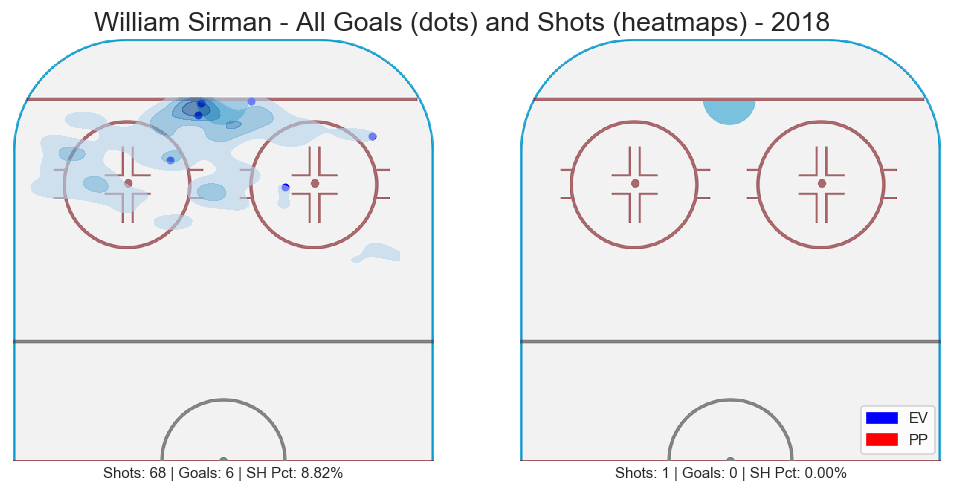 William Sirman - All Goals (dots) and Shots (heatmaps) - 2018
EV
PP
Shots: 68 | Goals: 6 | SH Pct: 8.82%
Shots: 1 | Goals: 0 | SH Pct: 0.00%